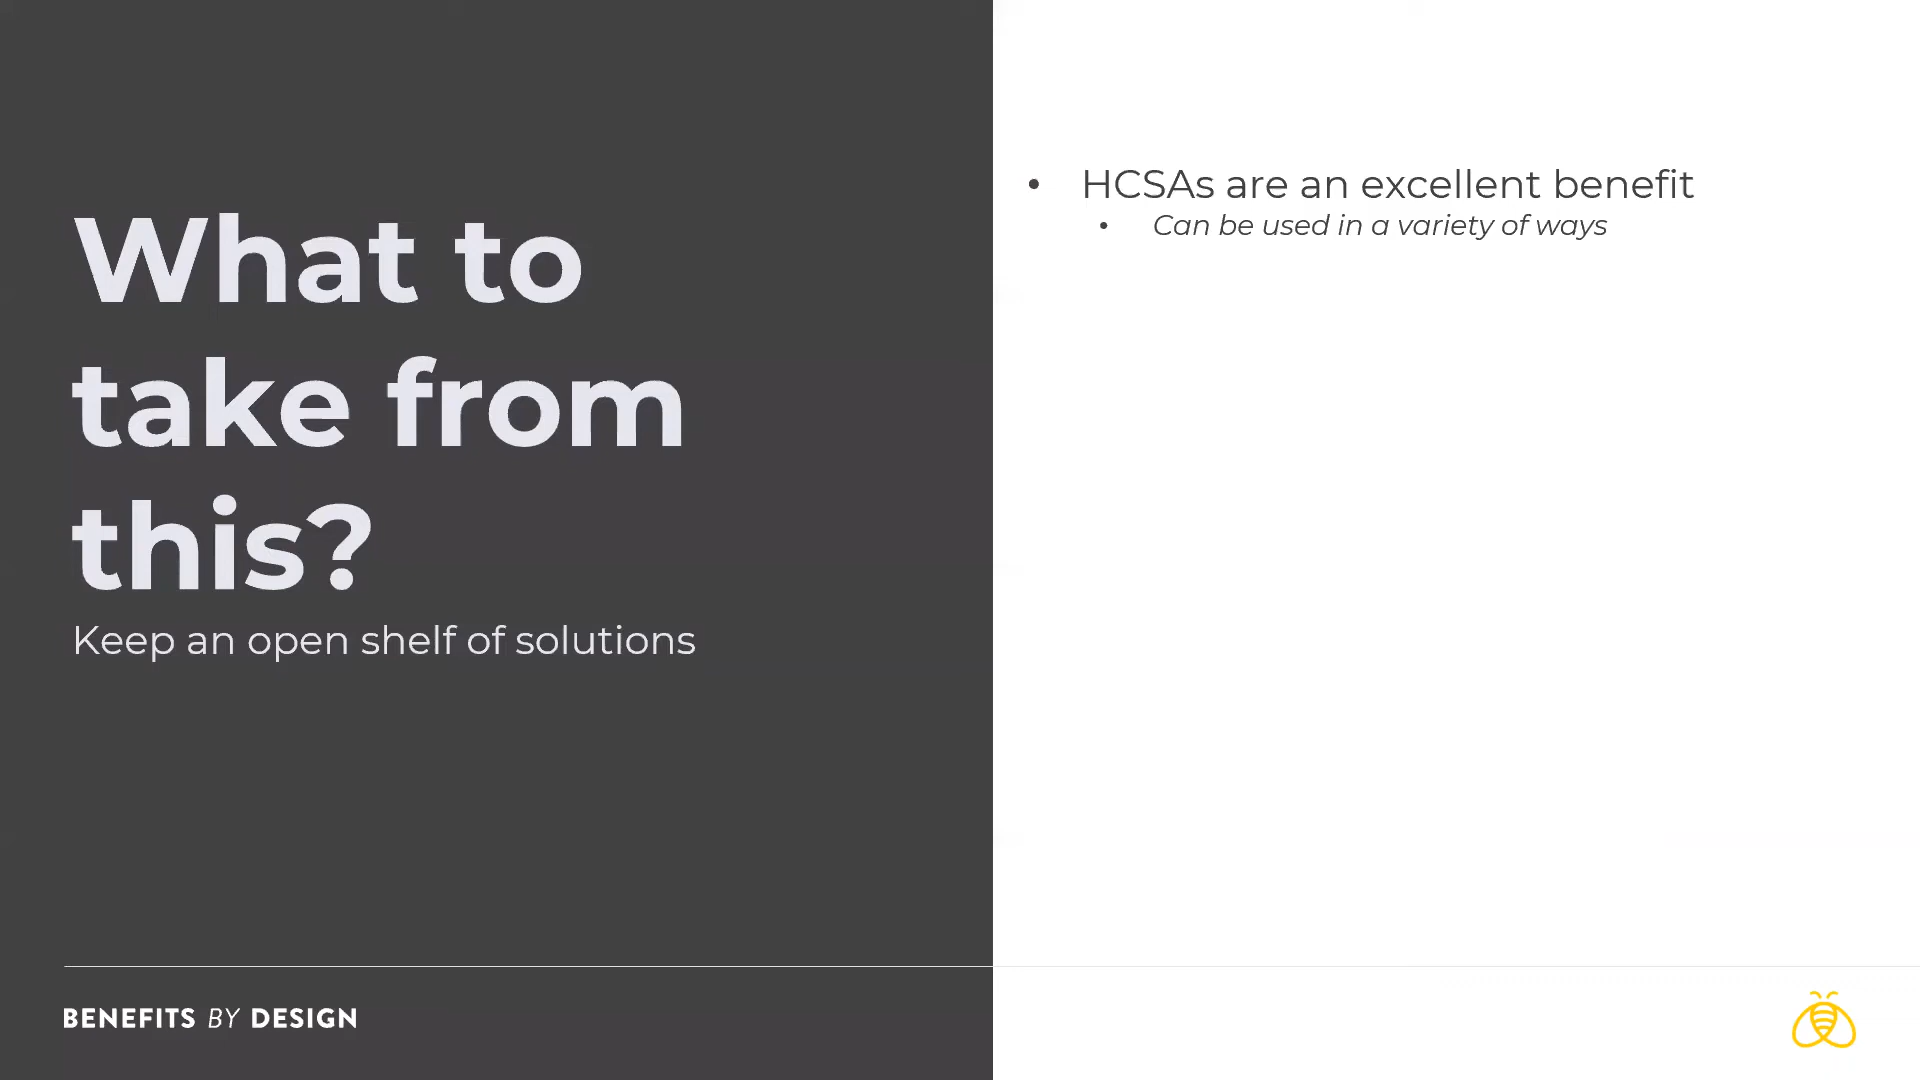 What to
take from
this?
Keep an open shelf of solutions
• HCSAs are an excellent benefit
• Can be used in a variety of ways
BENEFITS BY DESIGN